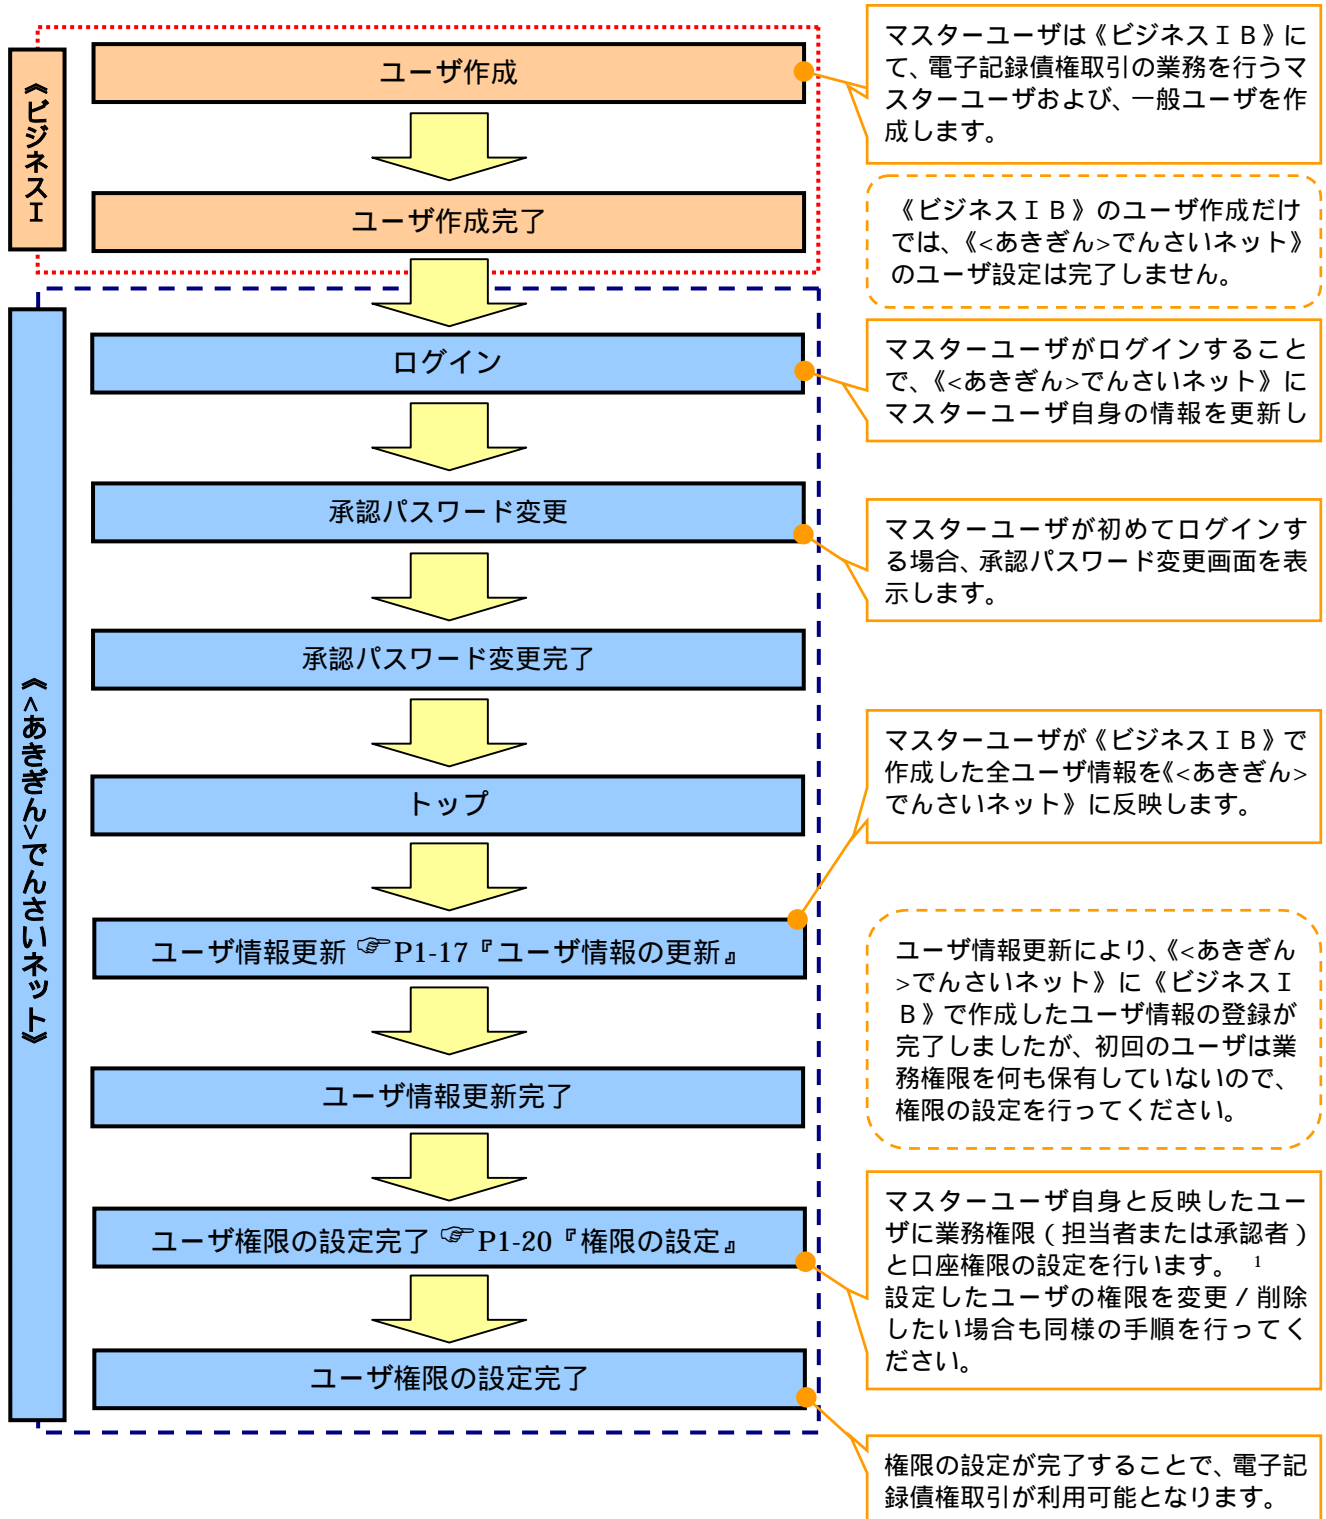 《ビジネスＩ
ユーザ作成
マスターユーザは《ビジネスＩＢ》に
て、電子記録債権取引の業務を行うマ
スターユーザおよび、一般ユーザを作
成します。
ユーザ作成完了
《ビジネスＩＢ》のユーザ作成だけ
では、《<あきぎん>でんさいネット》
のユーザ設定は完了しません。
《<あきぎん>でんさいネット》
ログイン
マスターユーザがログインすること
で、《<あきぎん>でんさいネット》に
マスターユーザ自身の情報を更新し
承認パスワード変更
マスターユーザが初めてログインす
る場合、承認パスワード変更画面を表
示します。
承認パスワード変更完了
トップ
マスターユーザが《ビジネスＩＢ》で
作成した全ユーザ情報を《<あきぎん>
でんさいネット》に反映します。
ユーザ情報更新 ☞P1-17『ユーザ情報の更新』
ユーザ情報更新により、《<あきぎん
>でんさいネット》に《ビジネスＩ
Ｂ》で作成したユーザ情報の登録が
完了しましたが、初回のユーザは業
務権限を何も保有していないので、
権限の設定を行ってください。
ユーザ情報更新完了
ユーザ権限の設定完了 ☞P1-20『権限の設定』
マスターユーザ自身と反映したユー
ザに業務権限（担当者または承認者）
と口座権限の設定を行います。 1
設定したユーザの権限を変更／削除
したい場合も同様の手順を行ってく
ださい。
ユーザ権限の設定完了
権限の設定が完了することで、電子記
録債権取引が利用可能となります。